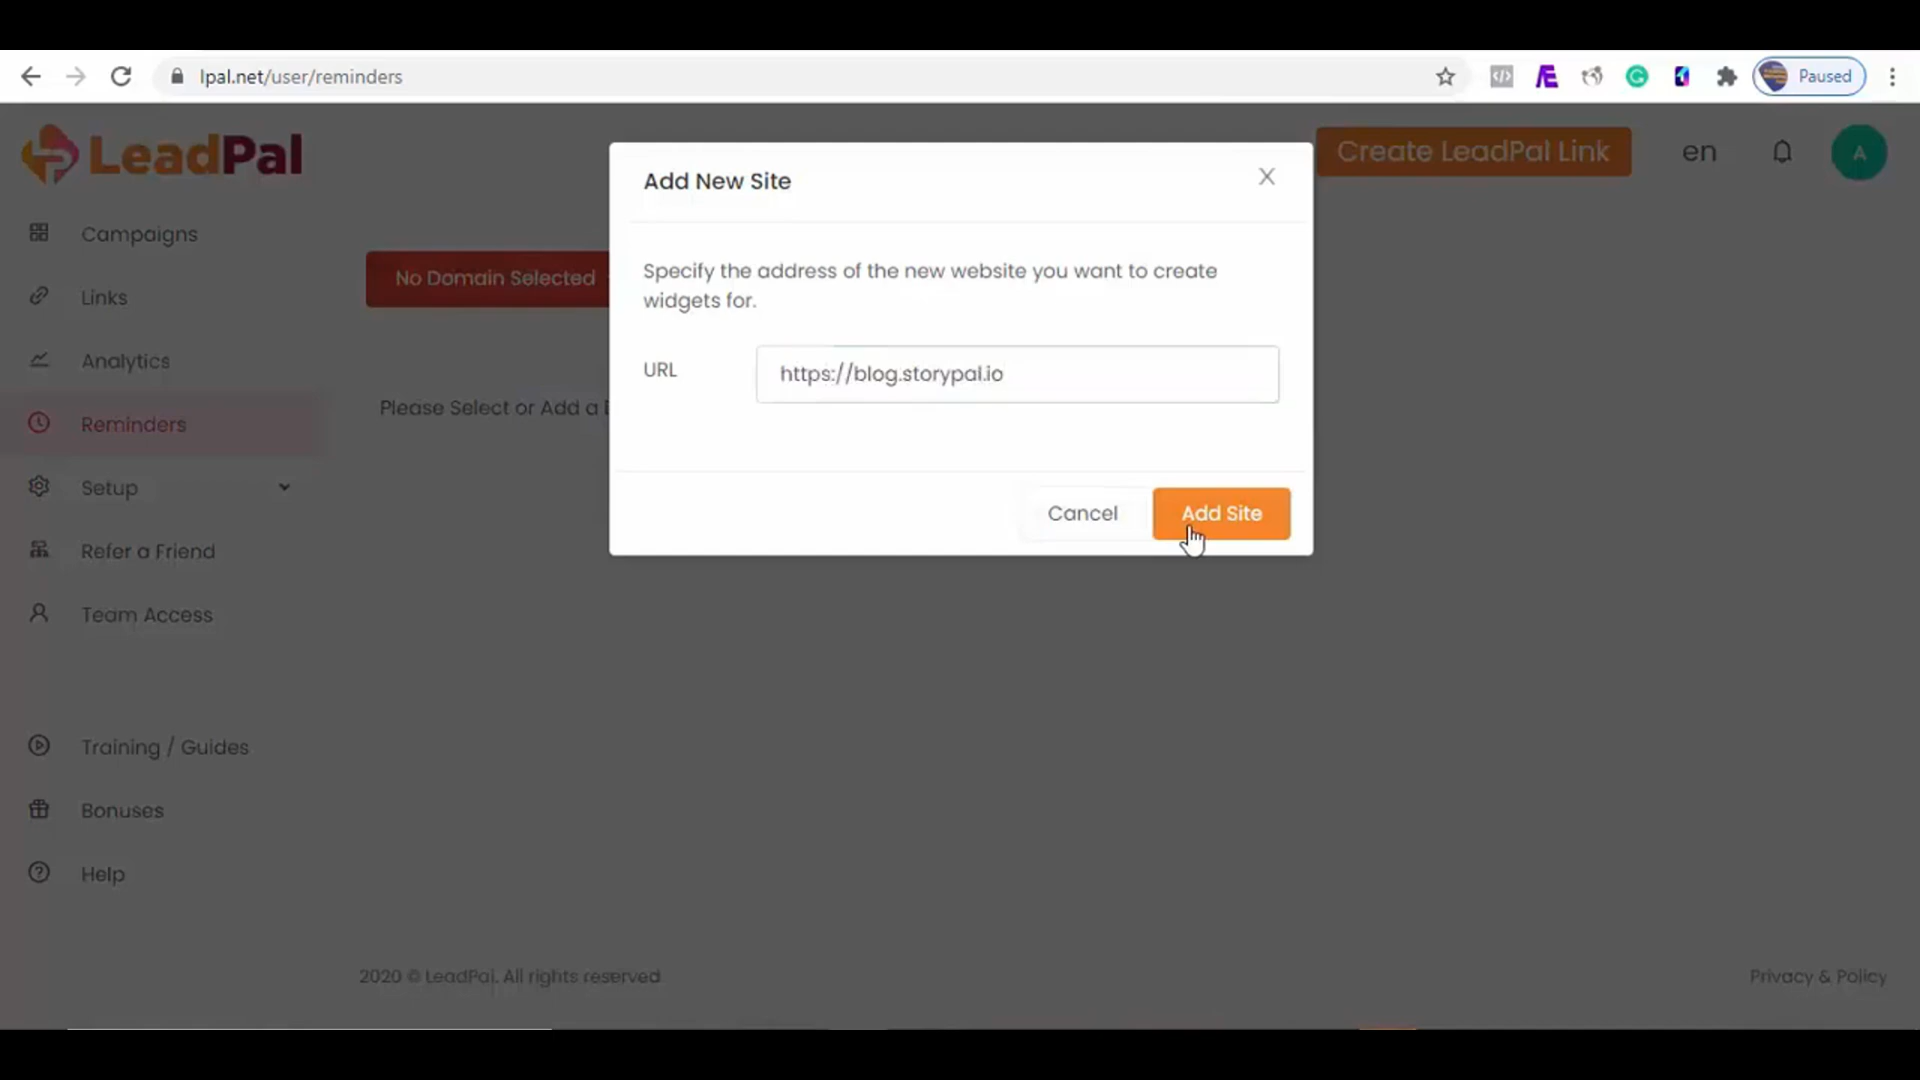 lpal.net/user/reminders
Paused
LeadPal
Create LeadPal Link
en
A
Campaigns
Links
Analytics
Reminders
Setup
Refer a Friend
Team Access
Training / Guides
Bonuses
Help
No Domain Selected
Please Select or Add a
Add New Site
X
Specify the address of the new website you want to create
widgets for.
URL
https://blog.storypal.io
Cancel
Add Site
2020 © LeadPal. All rights reserved
Privacy & Policy